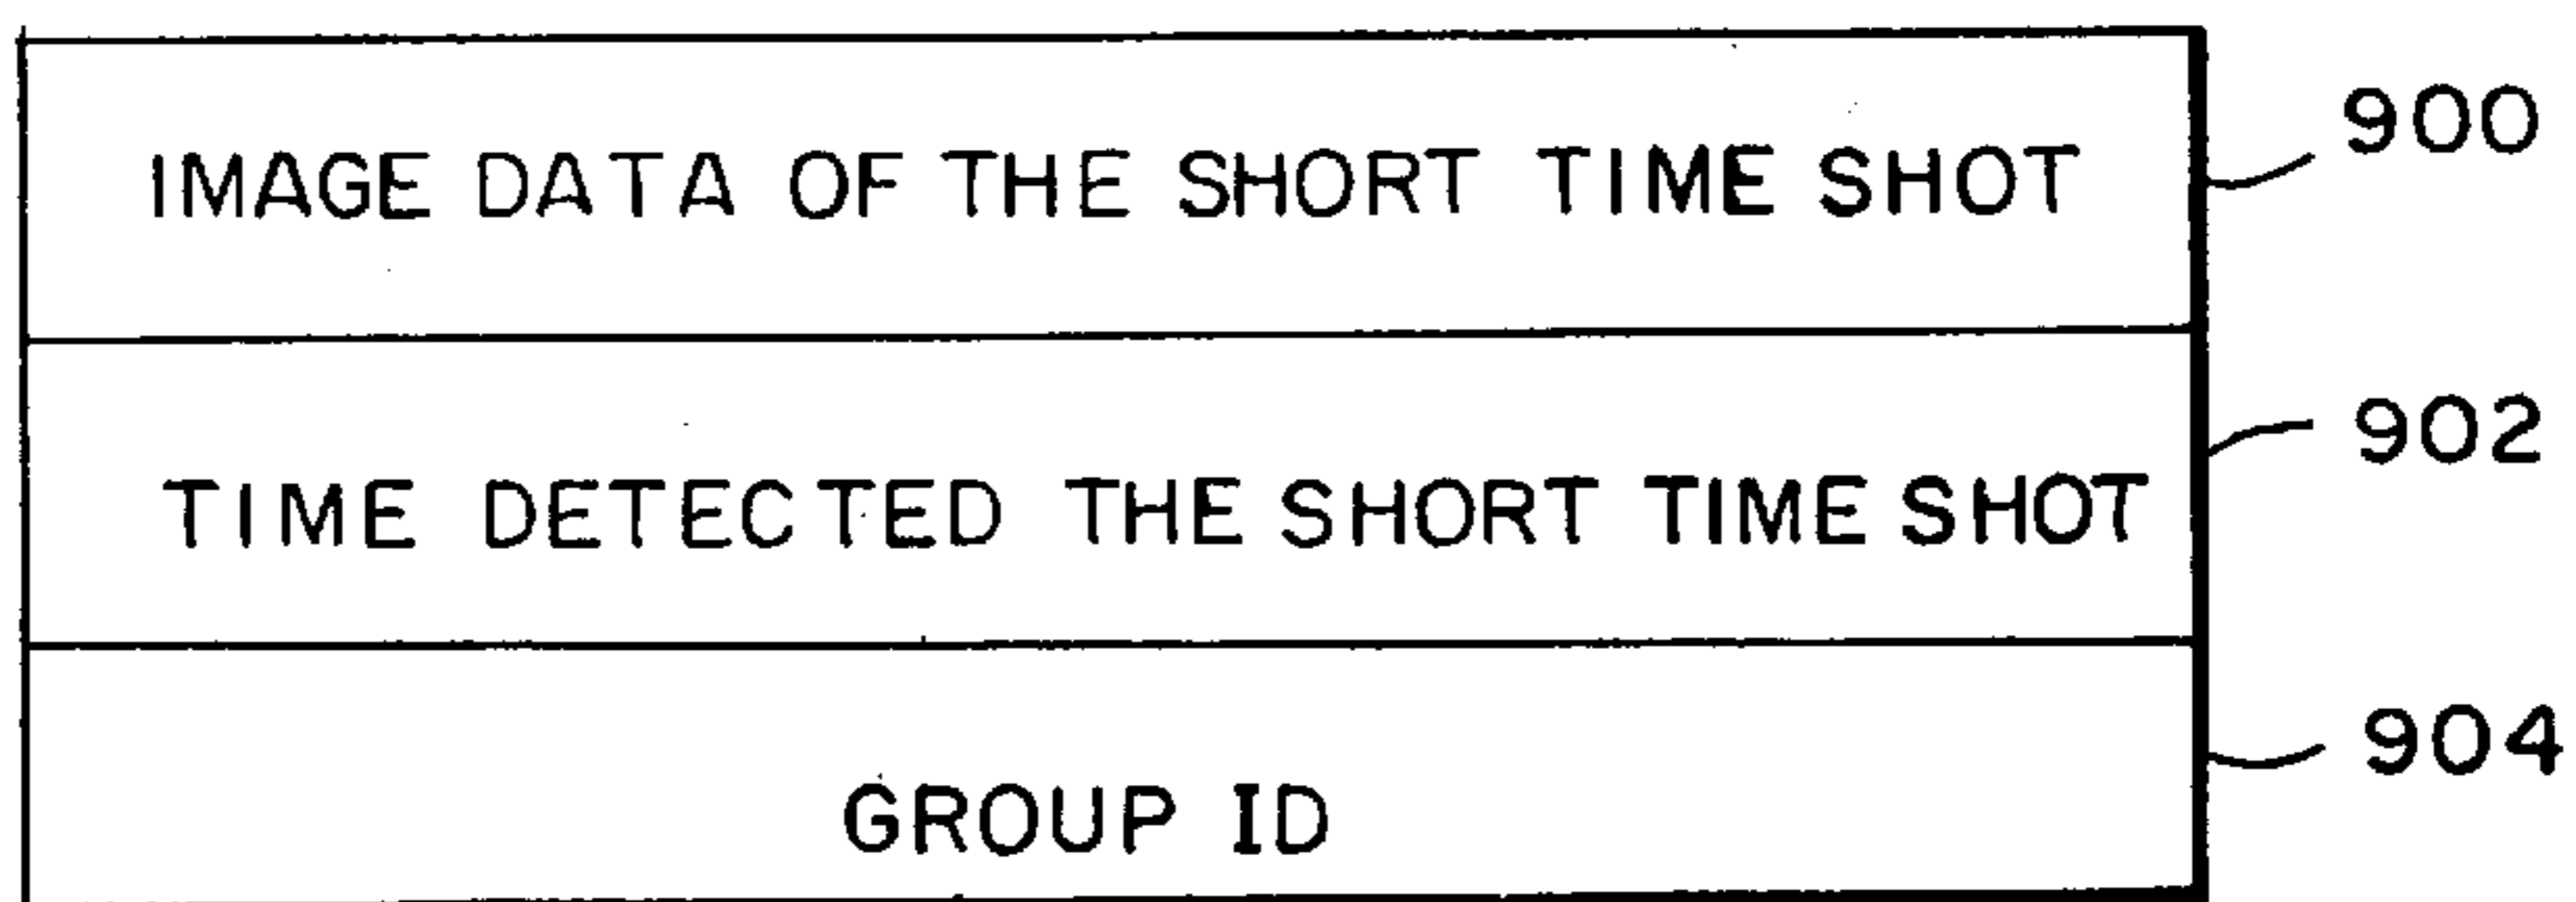 IMAGE DATA OF THE SHORT TIME SHOT 900
TIME DETECTED THE SHORT TIME SHOT 902
GROUP ID 904